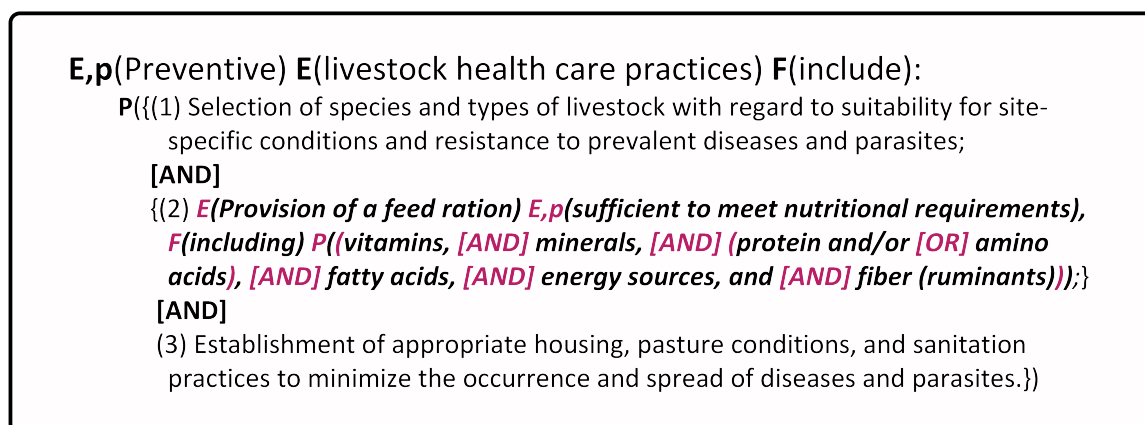 E,p(Preventive) E(livestock health care practices) F(include):
P({(1) Selection of species and types of livestock with regard to suitability for site-
specific conditions and resistance to prevalent diseases and parasites;
[AND]
{(2) E(Provision of a feed ration) E,p(sufficient to meet nutritional requirements),
F(including) P((vitamins, [AND] minerals, [AND] (protein and/or [OR] amino
acids), [AND] fatty acids, [AND] energy sources, and [AND] fiber (ruminants)));}
[AND]
(3) Establishment of appropriate housing, pasture conditions, and sanitation
practices to minimize the occurrence and spread of diseases and parasites.})